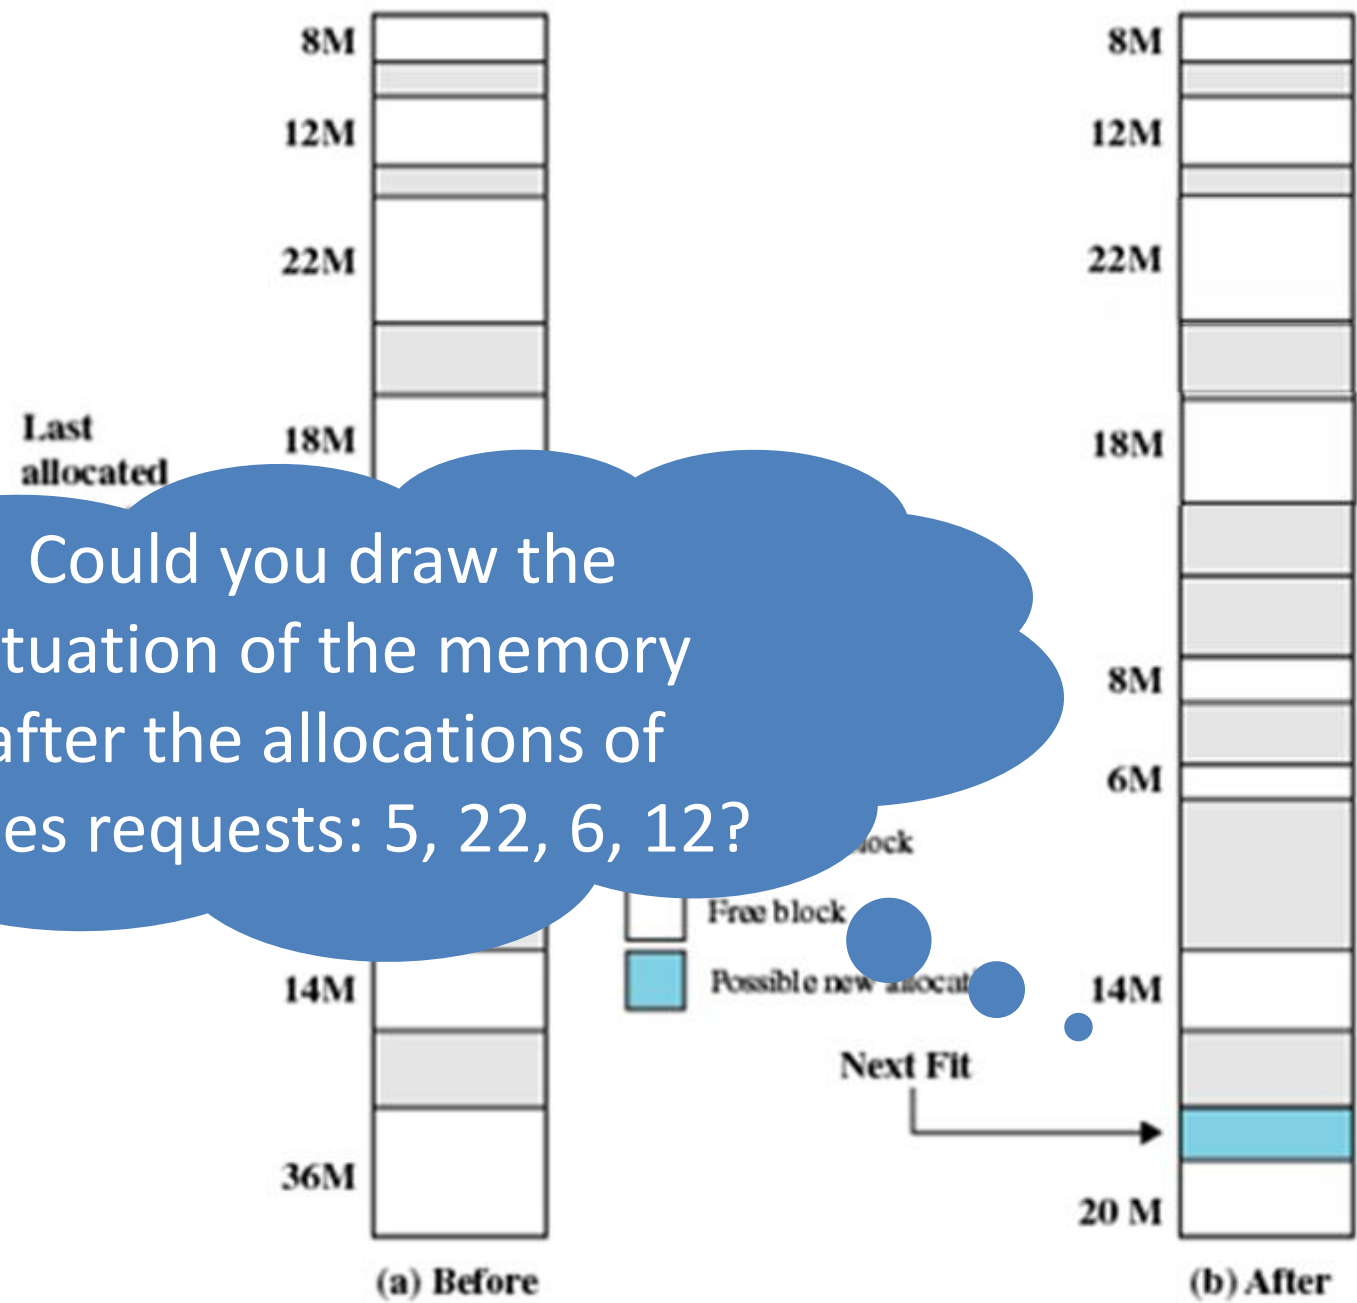 8M
12M
22M
Last
allocated
18M
Could you draw the
tuation of the memory
after the allocations of
es requests: 5, 22, 6, 12?
Free block
Possible new
14M
36M
(a) Before
Next Fit
8M
12M
22M
18M
8M
6M
14M
20 M
(b) After